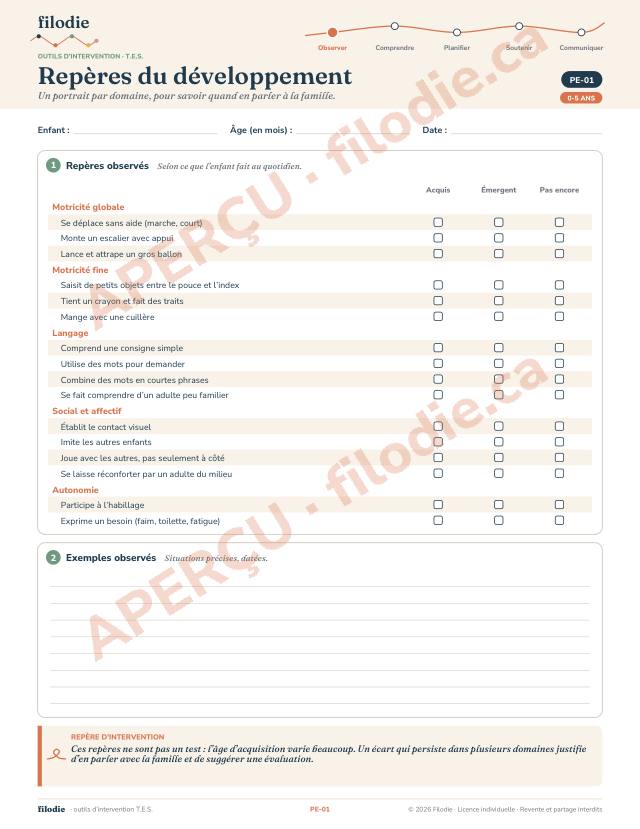 filodie
OUTILS D'INTERVENTION · T.E.S.
Observer Comprendre Planifier Soutenir Communiquer
Repères du développement
Un portrait par domaine, pour savoir quand en parler à la famille.
PE-01
0-5 ANS
Enfant : Âge (en mois) : Date :
1 Repères observés Selon ce que l'enfant fait au quotidien.
Acquis Émergent Pas encore
Motricité globale
Se déplace sans aide (marche, court)
Monte un escalier avec appui
Lance et attrape un gros ballon
Motricité fine
Saisit de petits objets entre le pouce et l'index
Tient un crayon et fait des traits
Mange avec une cuillère
Langage
Comprend une consigne simple
Utilise des mots pour demander
Combine des mots en courtes phrases
Se fait comprendre d'un adulte peu familier
Social et affectif
Établit le contact visuel
Imite les autres enfants
Joue avec les autres, pas seulement à côté
Se laisse réconforter par un adulte du milieu
Autonomie
Participe à l'habillage
Exprime un besoin (faim, toilette, fatigue)
2 Exemples observés Situations précises, datées.
REPÈRE D'INTERVENTION
Ces repères ne sont pas un test : l'âge d'acquisition varie beaucoup. Un écart qui persiste dans plusieurs domaines justifie
d'en parler avec la famille et de suggérer une évaluation.
filodie · outils d'intervention T.E.S. PE-01 © 2026 Filodie · Licence individuelle · Revente et partage interdits
APERÇU · filodie.ca
APERÇU · filodie.ca